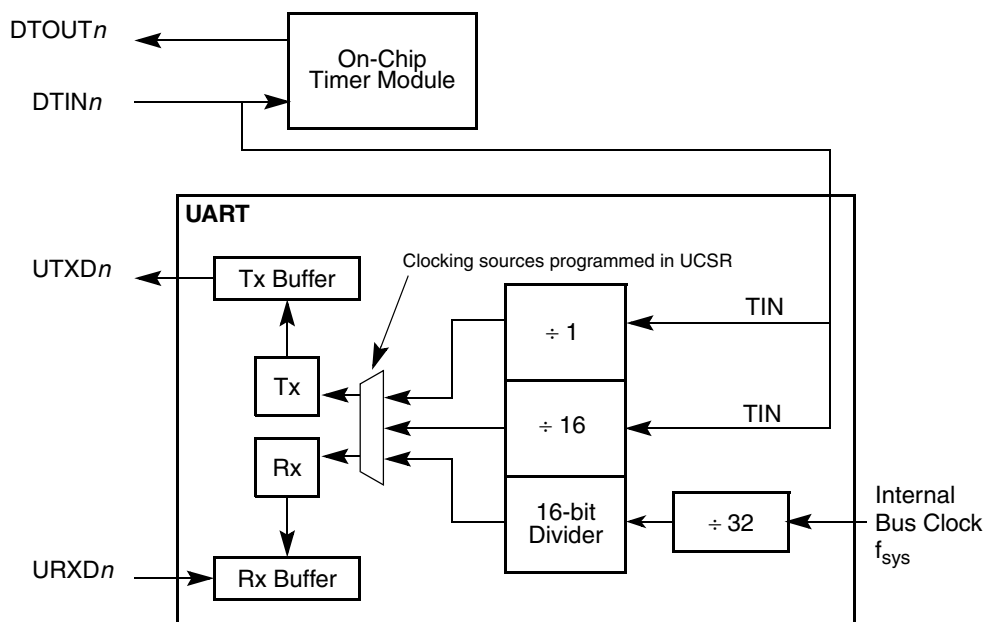 DTOUTn
On-Chip
Timer Module
DTINn
UART
Clocking sources programmed in UCSR
UTXDn
Tx Buffer
÷ 1
TIN
Tx
÷ 16
TIN
Rx
16-bit
Divider
÷ 32
Internal
Bus Clock
fsys
URXDn
Rx Buffer